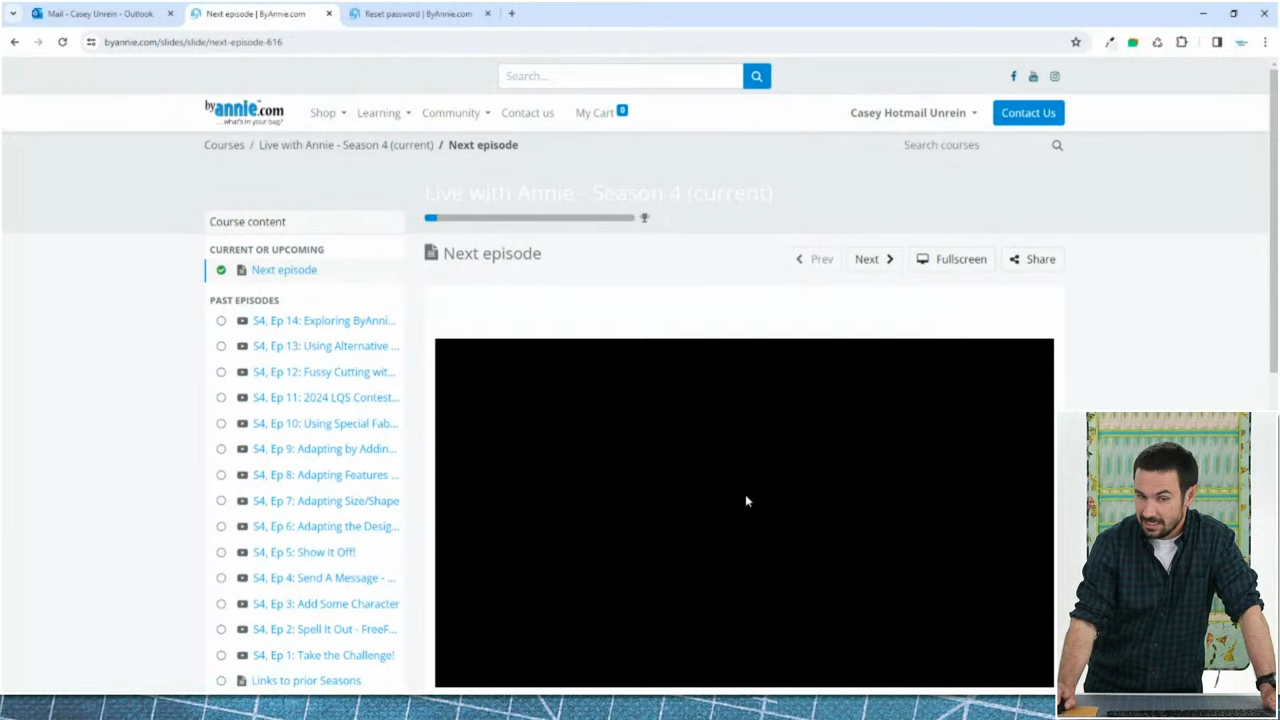 Mail - Casey Unrein - Outlook
Next episode | ByAnnie.com
Reset password | ByAnnie.com
byannie.com/slides/slide/next-episode-616
Search...
byannie.com
...what's in your bag?
Shop
Learning
Community
Contact us
My Cart 0
Casey Hotmail Unrein
Contact Us
Courses / Live with Annie - Season 4 (current) / Next episode
Search courses
Live with Annie - Season 4 (current)
Course content
CURRENT OR UPCOMING
Next episode
Next episode
Prev
Next
Fullscreen
Share
PAST EPISODES
S4, Ep 14: Exploring ByAnni...
S4, Ep 13: Using Alternative ...
S4, Ep 12: Fussy Cutting wit...
S4, Ep 11: 2024 LQS Contest...
S4, Ep 10: Using Special Fab...
S4, Ep 9: Adapting by Addin...
S4, Ep 8: Adapting Features ...
S4, Ep 7: Adapting Size/Shape
S4, Ep 6: Adapting the Desig...
S4, Ep 5: Show It Off!
S4, Ep 4: Send A Message - ...
S4, Ep 3: Add Some Character
S4, Ep 2: Spell It Out - FreeF...
S4, Ep 1: Take the Challenge!
Links to prior Seasons